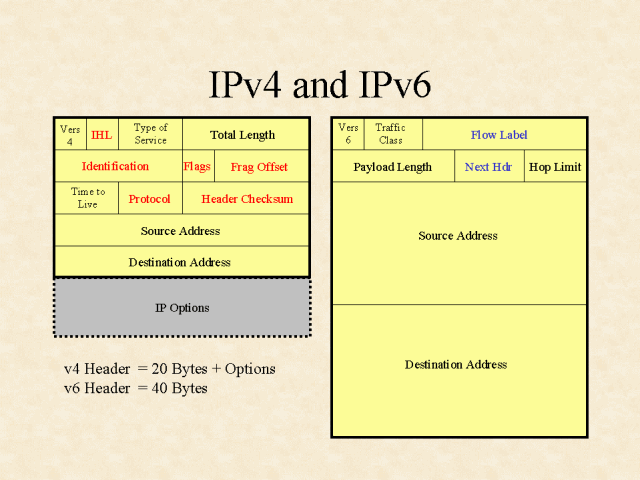 IPv4 and IPv6
Vers
4
IHL
Type of
Service
Total Length
Identification
Flags
Frag Offset
Time to
Live
Protocol
Header Checksum
Source Address
Destination Address
IP Options
v4 Header = 20 Bytes + Options
v6 Header = 40 Bytes
Vers
6
Traffic
Class
Flow Label
Payload Length
Next Hdr
Hop Limit
Source Address
Destination Address